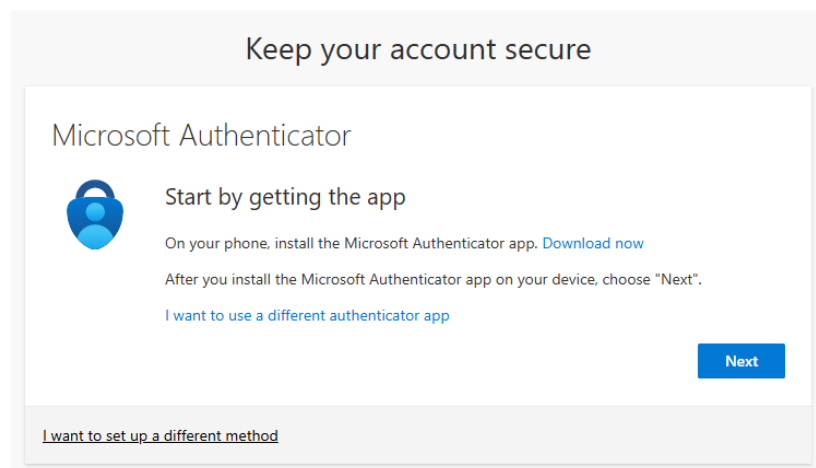 Keep your account secure
Microsoft Authenticator
Start by getting the app
On your phone, install the Microsoft Authenticator app. Download now
After you install the Microsoft Authenticator app on your device, choose "Next".
I want to use a different authenticator app
Next
I want to set up a different method